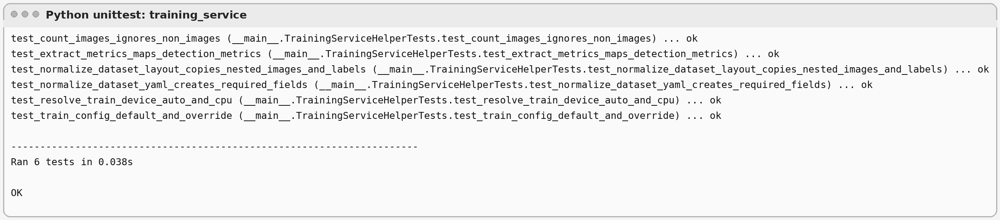 Python unittest: training_service
test_count_images_ignores_non_images (__main__.TrainingServiceHelperTests.test_count_images_ignores_non_images) ... ok
test_extract_metrics_maps_detection_metrics (__main__.TrainingServiceHelperTests.test_extract_metrics_maps_detection_metrics) ... ok
test_normalize_dataset_layout_copies_nested_images_and_labels (__main__.TrainingServiceHelperTests.test_normalize_dataset_layout_copies_nested_images_and_labels) ... ok
test_normalize_dataset_yaml_creates_required_fields (__main__.TrainingServiceHelperTests.test_normalize_dataset_yaml_creates_required_fields) ... ok
test_resolve_train_device_auto_and_cpu (__main__.TrainingServiceHelperTests.test_resolve_train_device_auto_and_cpu) ... ok
test_train_config_default_and_override (__main__.TrainingServiceHelperTests.test_train_config_default_and_override) ... ok
----------------------------------------------------------------------
Ran 6 tests in 0.038s
OK